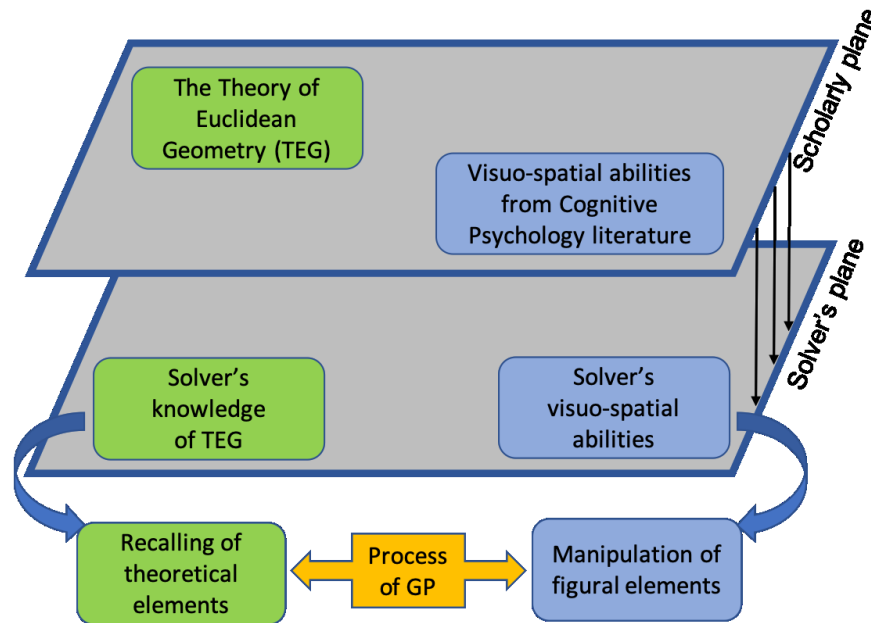 Scholarly plane
The Theory of
Euclidean
Geometry (TEG)
Visuo-spatial abilities
from Cognitive
Psychology literature
Solver's plane
Solver's
knowledge
of TEG
Solver's
visuo-spatial
abilities
Recalling of
theoretical
elements
Process
of GP
Manipulation of
figural elements